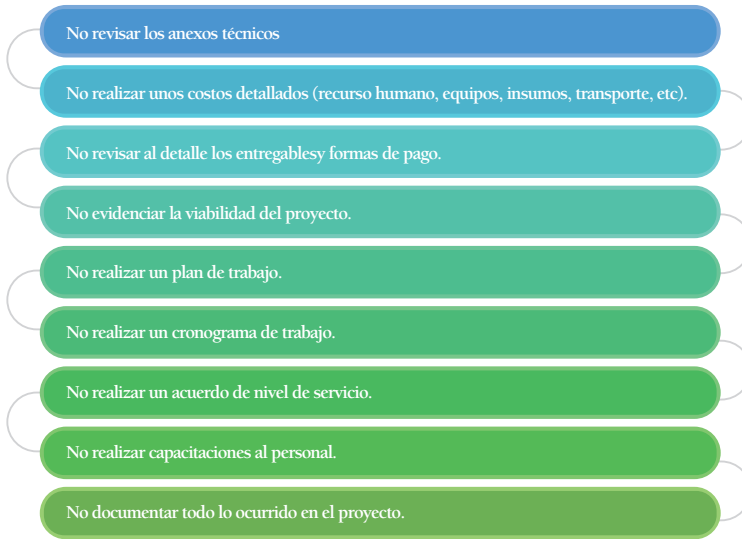 No revisar los anexos técnicos
No realizar unos costos detallados (recurso humano, equipos, insumos, transporte, etc).
No revisar al detalle los entregablesy formas de pago.
No evidenciar la viabilidad del proyecto.
No realizar un plan de trabajo.
No realizar un cronograma de trabajo.
No realizar un acuerdo de nivel de servicio.
No realizar capacitaciones al personal.
No documentar todo lo ocurrido en el proyecto.